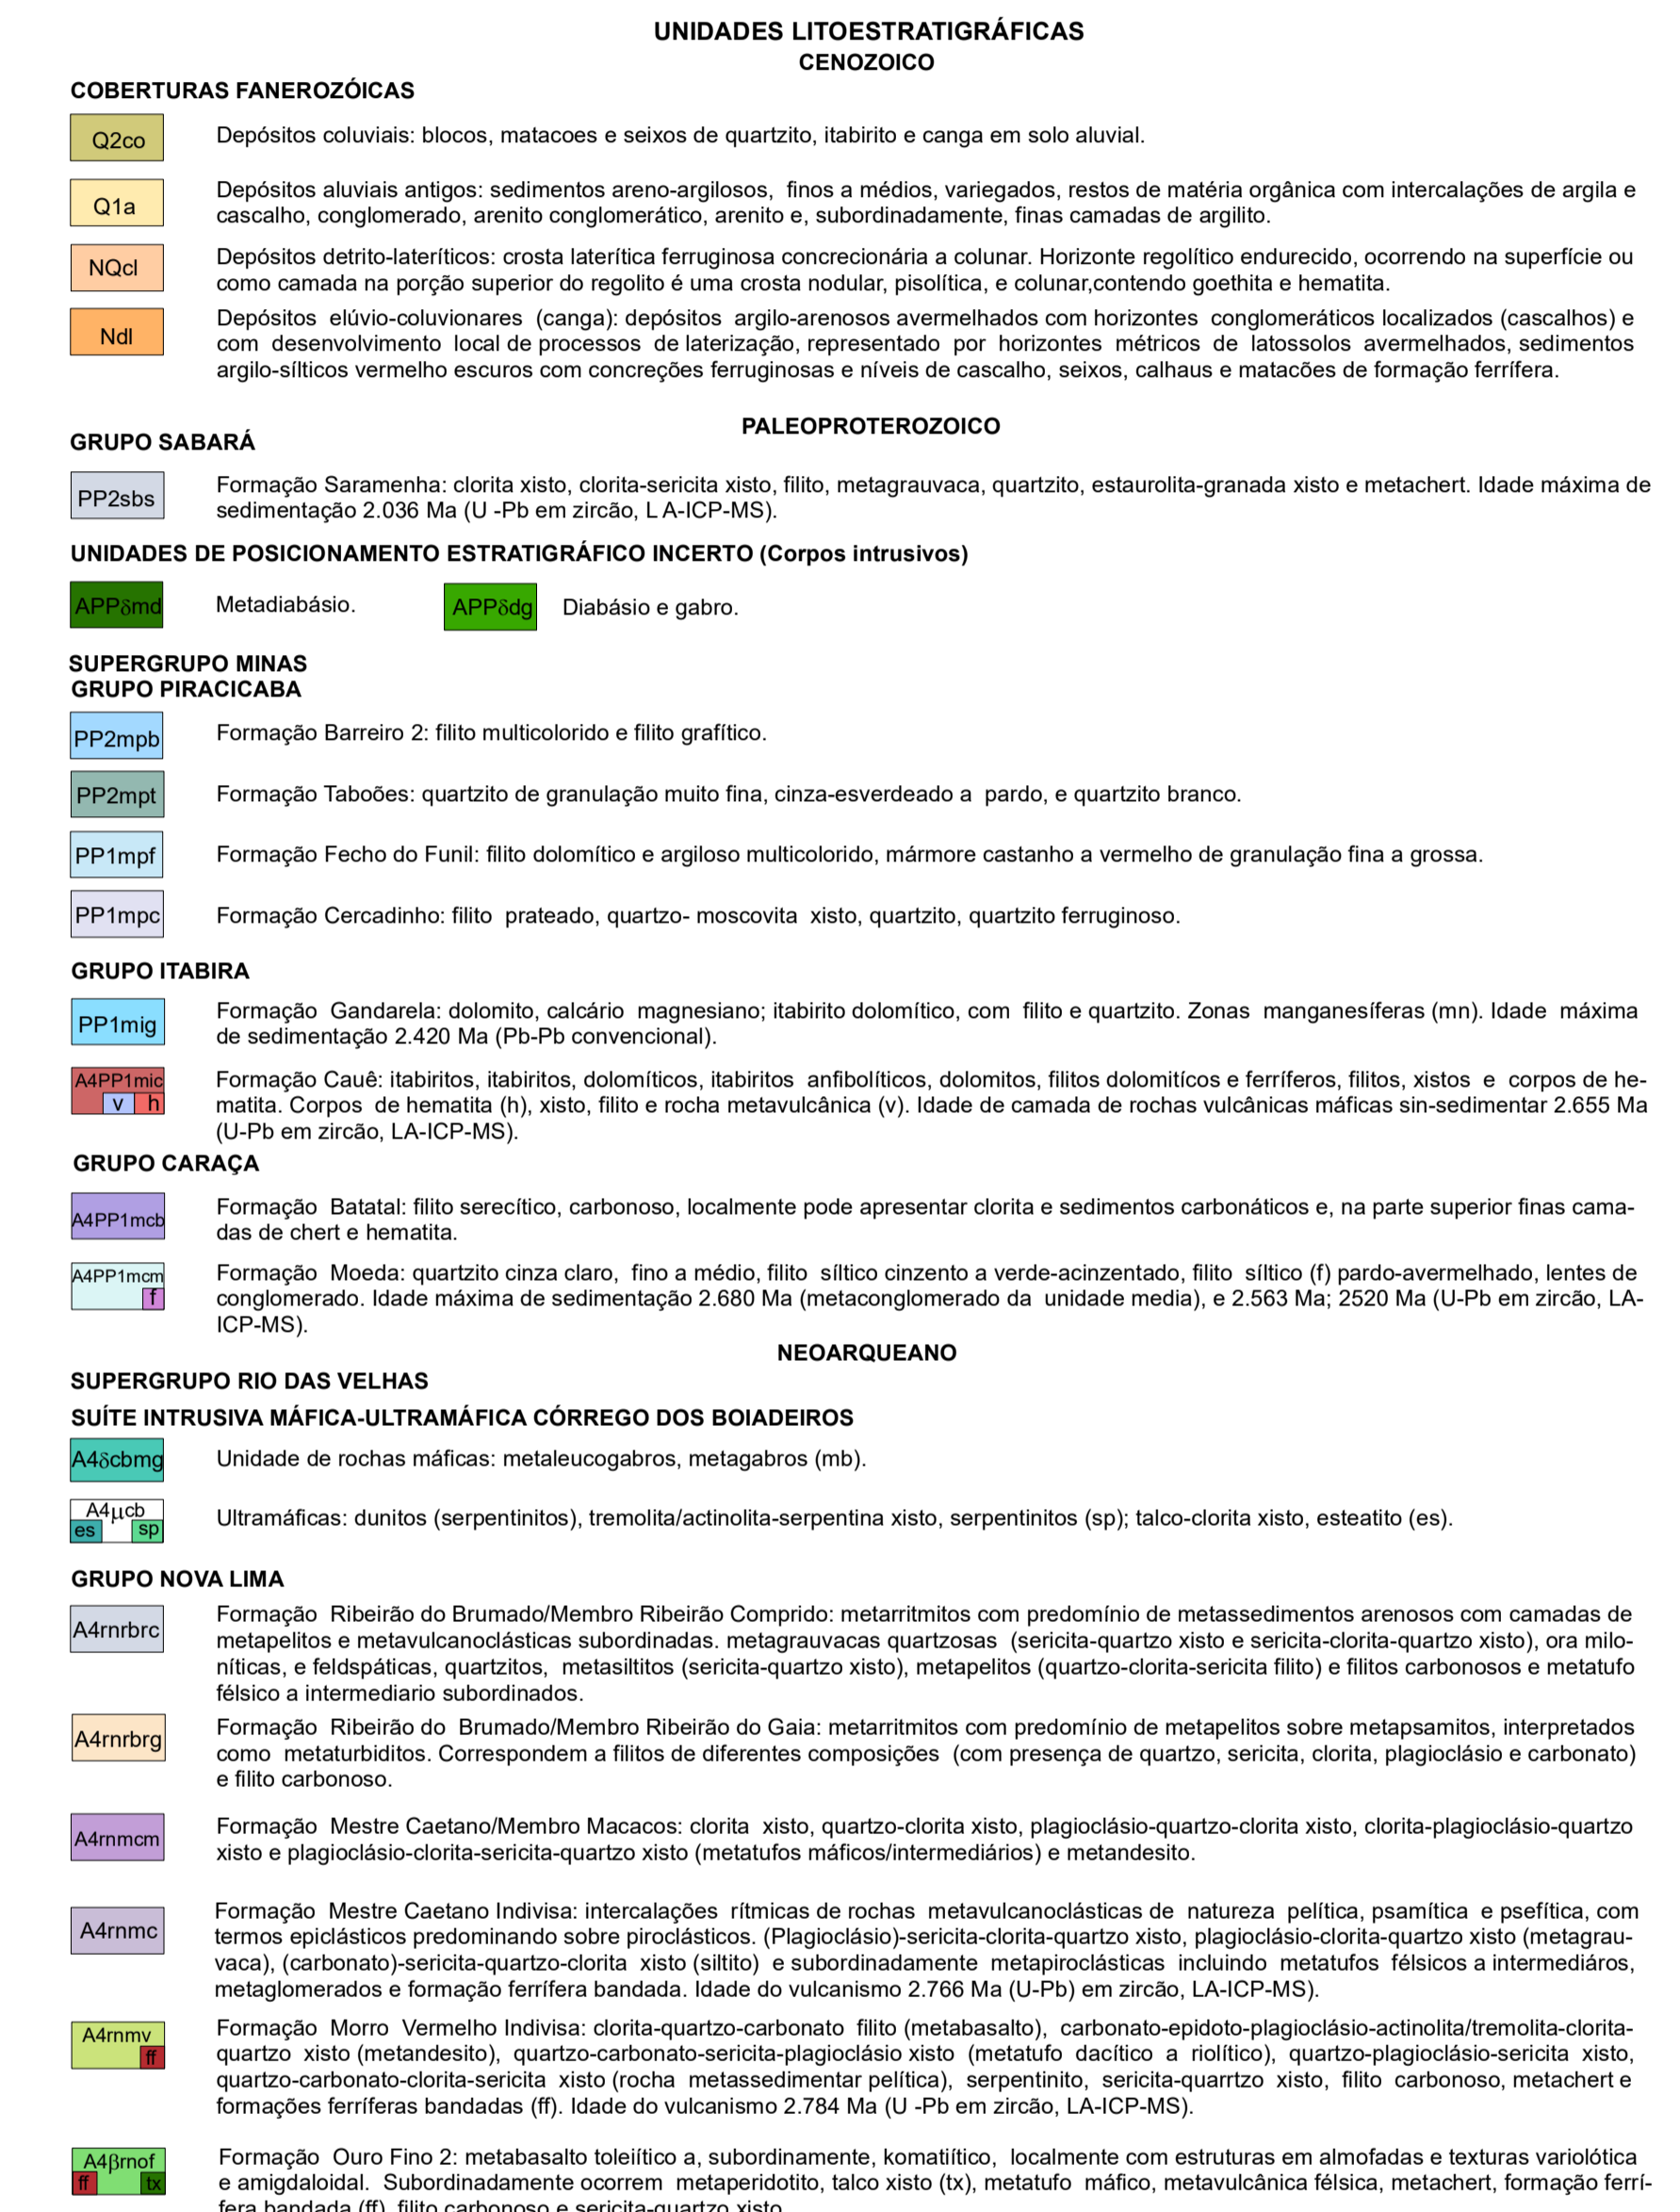 UNIDADES LITOESTRATIGRÁFICAS
CENOZOICO
COBERTURAS FANEROZÓICAS
Q2co
Depósitos coluviais: blocos, matacoes e seixos de quartzito, itabirito e canga em solo aluvial.
Q1a
Depósitos aluviais antigos: sedimentos areno-argilosos, finos a médios, variegados, restos de matéria orgânica com intercalações de argila e
cascalho, conglomerado, arenito conglomerático, arenito e, subordinadamente, finas camadas de argilito.
NQcl
Depósitos detrito-lateríticos: crosta laterítica ferruginosa concrecionária a colunar. Horizonte regolítico endurecido, ocorrendo na superfície ou
como camada na porção superior do regolito é uma crosta nodular, pisolítica, e colunar,contendo goethita e hematita.
Ndl
Depósitos elúvio-coluvionares (canga): depósitos argilo-arenosos avermelhados com horizontes conglomeráticos localizados (cascalhos) e
com desenvolvimento local de processos de laterização, representado por horizontes métricos de latossolos avermelhados, sedimentos
argilo-sílticos vermelho escuros com concreções ferruginosas e níveis de cascalho, seixos, calhaus e matacões de formação ferrífera.
PALEOPROTEROZOICO
GRUPO SABARÁ
PP2sbs
Formação Saramenha: clorita xisto, clorita-sericita xisto, filito, metagrauvaca, quartzito, estaurolita-granada xisto e metachert. Idade máxima de
sedimentação 2.036 Ma (U -Pb em zircão, L A-ICP-MS).
UNIDADES DE POSICIONAMENTO ESTRATIGRÁFICO INCERTO (Corpos intrusivos)
APPδmd Metadiabásio. APPδdg Diabásio e gabro.
SUPERGRUPO MINAS
GRUPO PIRACICABA
PP2mpb
Formação Barreiro 2: filito multicolorido e filito grafítico.
PP2mpt
Formação Taboões: quartzito de granulação muito fina, cinza-esverdeado a pardo, e quartzito branco.
PP1mpf
Formação Fecho do Funil: filito dolomítico e argiloso multicolorido, mármore castanho a vermelho de granulação fina a grossa.
PP1mpc
Formação Cercadinho: filito prateado, quartzo- moscovita xisto, quartzito, quartzito ferruginoso.
GRUPO ITABIRA
PP1mig
Formação Gandarela: dolomito, calcário magnesiano; itabirito dolomítico, com filito e quartzito. Zonas manganesíferas (mn). Idade máxima
de sedimentação 2.420 Ma (Pb-Pb convencional).
A4PP1mic
v h
Formação Cauê: itabiritos, itabiritos, dolomíticos, itabiritos anfibolíticos, dolomitos, filitos dolomitícos e ferríferos, filitos, xistos e corpos de he-
matita. Corpos de hematita (h), xisto, filito e rocha metavulcânica (v). Idade de camada de rochas vulcânicas máficas sin-sedimentar 2.655 Ma
(U-Pb em zircão, LA-ICP-MS).
GRUPO CARAÇA
A4PP1mcb
Formação Batatal: filito serecítico, carbonoso, localmente pode apresentar clorita e sedimentos carbonáticos e, na parte superior finas cama-
das de chert e hematita.
A4PP1mcm
f
Formação Moeda: quartzito cinza claro, fino a médio, filito síltico cinzento a verde-acinzentado, filito síltico (f) pardo-avermelhado, lentes de
conglomerado. Idade máxima de sedimentação 2.680 Ma (metaconglomerado da unidade media), e 2.563 Ma; 2520 Ma (U-Pb em zircão, LA-
ICP-MS).
NEOARQUEANO
SUPERGRUPO RIO DAS VELHAS
SUÍTE INTRUSIVA MÁFICA-ULTRAMÁFICA CÓRREGO DOS BOIADEIROS
A4δcbmg
Unidade de rochas máficas: metaleucogabros, metagabros (mb).
A4μcb
es sp
Ultramáficas: dunitos (serpentinitos), tremolita/actinolita-serpentina xisto, serpentinitos (sp); talco-clorita xisto, esteatito (es).
GRUPO NOVA LIMA
A4rnrbrc
Formação Ribeirão do Brumado/Membro Ribeirão Comprido: metarritmitos com predomínio de metassedimentos arenosos com camadas de
metapelitos e metavulcanoclásticas subordinadas. metagrauvacas quartzosas (sericita-quartzo xisto e sericita-clorita-quartzo xisto), ora milo-
níticas, e feldspáticas, quartzitos, metasiltitos (sericita-quartzo xisto), metapelitos (quartzo-clorita-sericita filito) e filitos carbonosos e metatufo
félsico a intermediario subordinados.
A4rnrbrg
Formação Ribeirão do Brumado/Membro Ribeirão do Gaia: metarritmitos com predomínio de metapelitos sobre metapsamitos, interpretados
como metaturbiditos. Correspondem a filitos de diferentes composições (com presença de quartzo, sericita, clorita, plagioclásio e carbonato)
e filito carbonoso.
A4rnmcm
Formação Mestre Caetano/Membro Macacos: clorita xisto, quartzo-clorita xisto, plagioclásio-quartzo-clorita xisto, clorita-plagioclásio-quartzo
xisto e plagioclásio-clorita-sericita-quartzo xisto (metatufos máficos/intermediários) e metandesito.
A4rnmc
Formação Mestre Caetano Indivisa: intercalações rítmicas de rochas metavulcanoclásticas de natureza pelítica, psamítica e psefítica, com
termos epiclásticos predominando sobre piroclásticos. (Plagioclásio)-sericita-clorita-quartzo xisto, plagioclásio-clorita-quartzo xisto (metagrau-
vaca), (carbonato)-sericita-quartzo-clorita xisto (siltito) e subordinadamente metapiroclásticas incluindo metatufos félsicos a intermediáros,
metaglomerados e formação ferrífera bandada. Idade do vulcanismo 2.766 Ma (U-Pb) em zircão, LA-ICP-MS).
A4rnmv
ff
Formação Morro Vermelho Indivisa: clorita-quartzo-carbonato filito (metabasalto), carbonato-epidoto-plagioclásio-actinolita/tremolita-clorita-
quartzo xisto (metandesito), quartzo-carbonato-sericita-plagioclásio xisto (metatufo dacítico a riolítico), quartzo-plagioclásio-sericita xisto,
quartzo-carbonato-clorita-sericita xisto (rocha metassedimentar pelítica), serpentinito, sericita-quarrtzo xisto, filito carbonoso, metachert e
formações ferríferas bandadas (ff). Idade do vulcanismo 2.784 Ma (U -Pb em zircão, LA-ICP-MS).
A4βrnof
ff tx
Formação Ouro Fino 2: metabasalto toleiítico a, subordinamente, komatiítico, localmente com estruturas em almofadas e texturas variolótica
e amigdaloidal. Subordinadamente ocorrem metaperidotito, talco xisto (tx), metatufo máfico, metavulcânica félsica, metachert, formação ferrí-
fera bandada (ff), filito carbonoso e sericita-quartzo xisto